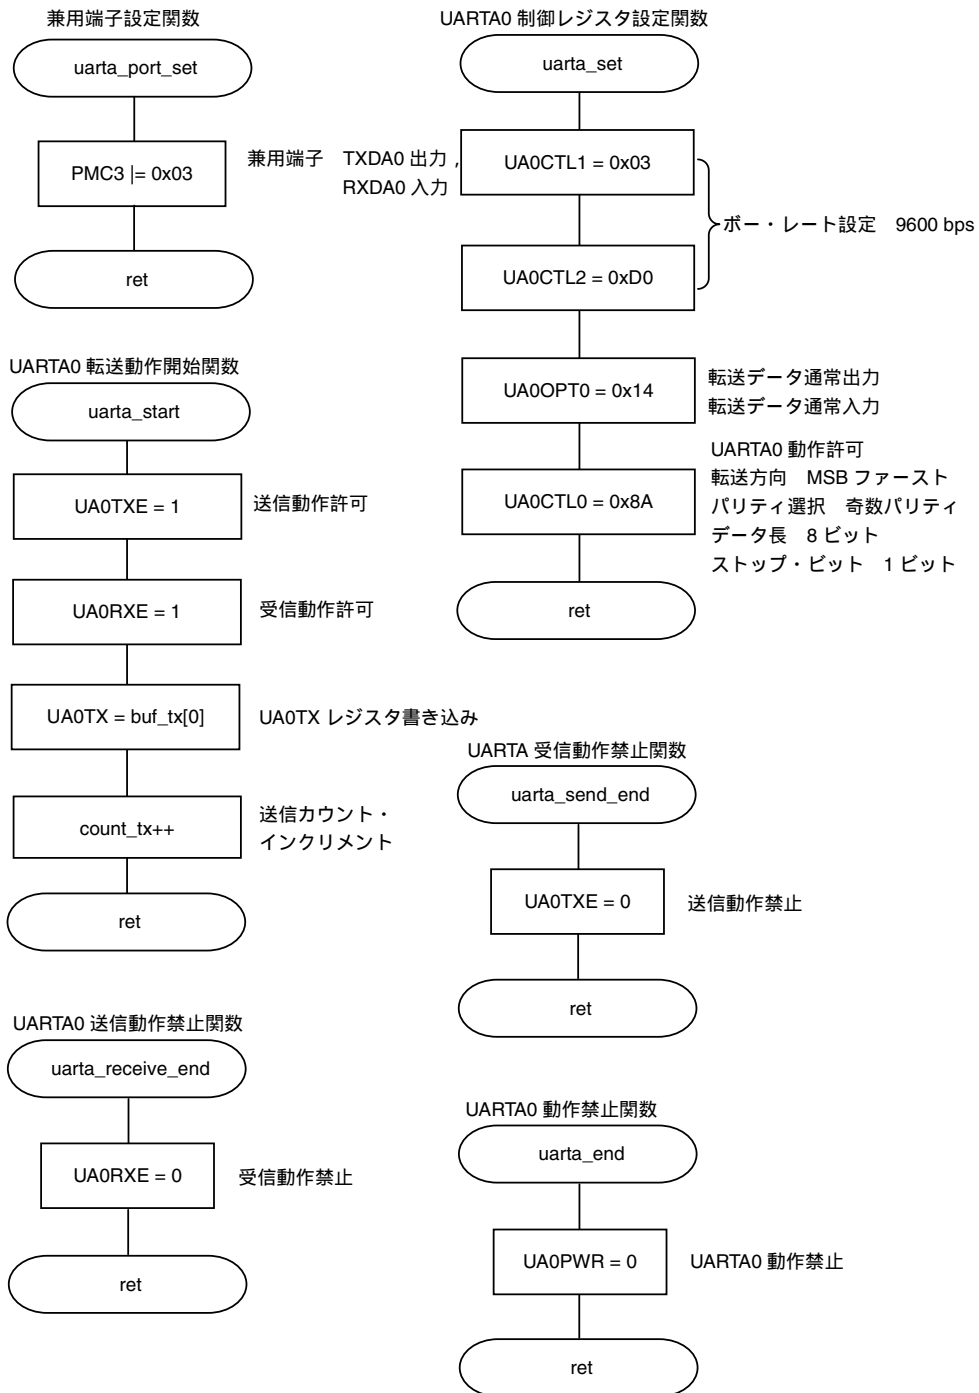 兼用端子設定関数
uarta_port_set
PMC3 |= 0x03
兼用端子　TXDA0 出力，
RXDA0 入力
ret
UARTA0 制御レジスタ設定関数
uarta_set
UA0CTL1 = 0x03
UA0CTL2 = 0xD0
ボー・レート設定　9600 bps
UA0OPT0 = 0x14
転送データ通常出力
転送データ通常入力
UA0CTL0 = 0x8A
UARTA0 動作許可
転送方向　MSB ファースト
パリティ選択　奇数パリティ
データ長　8 ビット
ストップ・ビット　1 ビット
ret
UARTA0 転送動作開始関数
uarta_start
UA0TXE = 1
送信動作許可
UA0RXE = 1
受信動作許可
UA0TX = buf_tx[0]
UA0TX レジスタ書き込み
count_tx++
送信カウント・
インクリメント
ret
UARTA 受信動作禁止関数
uarta_send_end
UA0TXE = 0
送信動作禁止
ret
UARTA0 送信動作禁止関数
uarta_receive_end
UA0RXE = 0
受信動作禁止
ret
UARTA0 動作禁止関数
uarta_end
UA0PWR = 0
UARTA0 動作禁止
ret